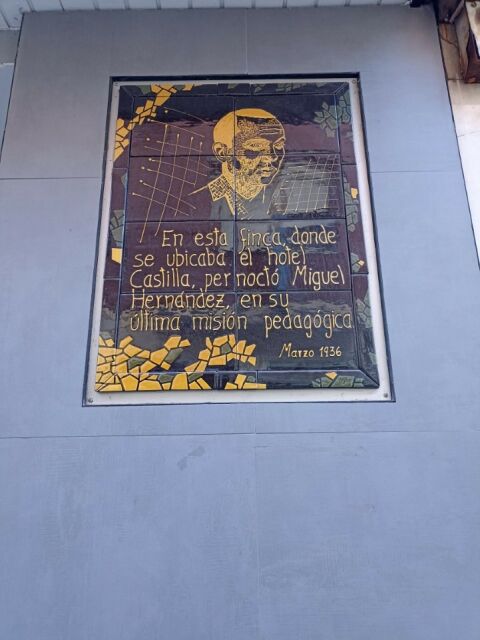 En esta finca, donde
se ubicaba el hotel
Castilla, pernoctó Miguel
Hernández, en su
última misión pedagógica
Marzo 1936